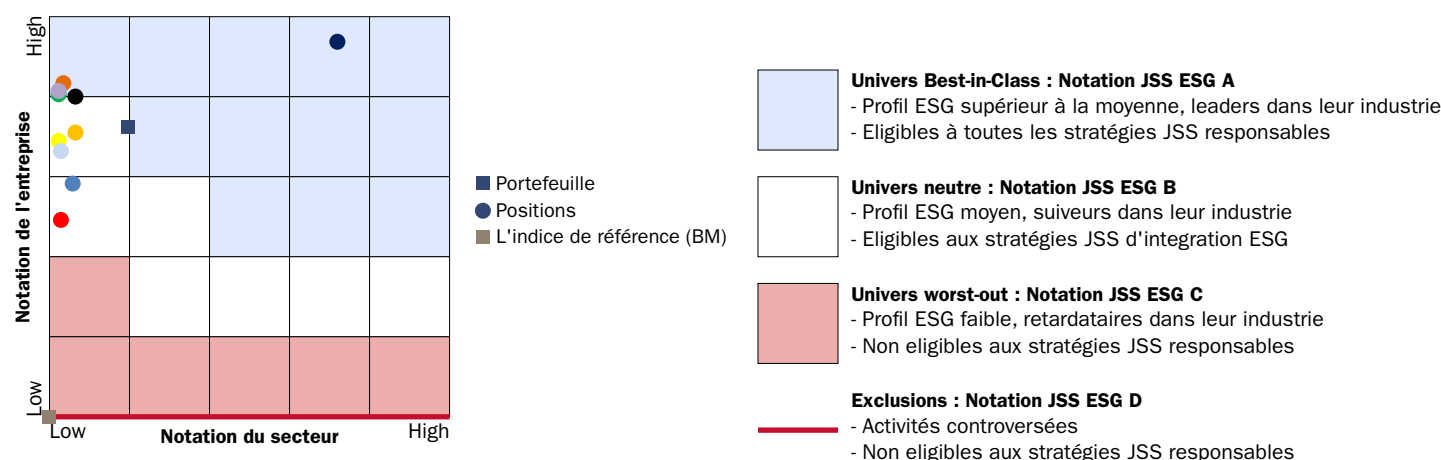 High
Notation de l'entreprise
Low
Low
Notation du secteur
High
Portefeuille
Positions
L'indice de référence (BM)
Univers Best-in-Class : Notation JSS ESG A
- Profil ESG supérieur à la moyenne, leaders dans leur industrie
- Eligibles à toutes les stratégies JSS responsables
Univers neutre : Notation JSS ESG B
- Profil ESG moyen, suiveurs dans leur industrie
- Eligibles aux stratégies JSS d'integration ESG
Univers worst-out : Notation JSS ESG C
- Profil ESG faible, retardataires dans leur industrie
- Non eligibles aux stratégies JSS responsables
Exclusions : Notation JSS ESG D
- Activités controversées
- Non eligibles aux stratégies JSS responsables